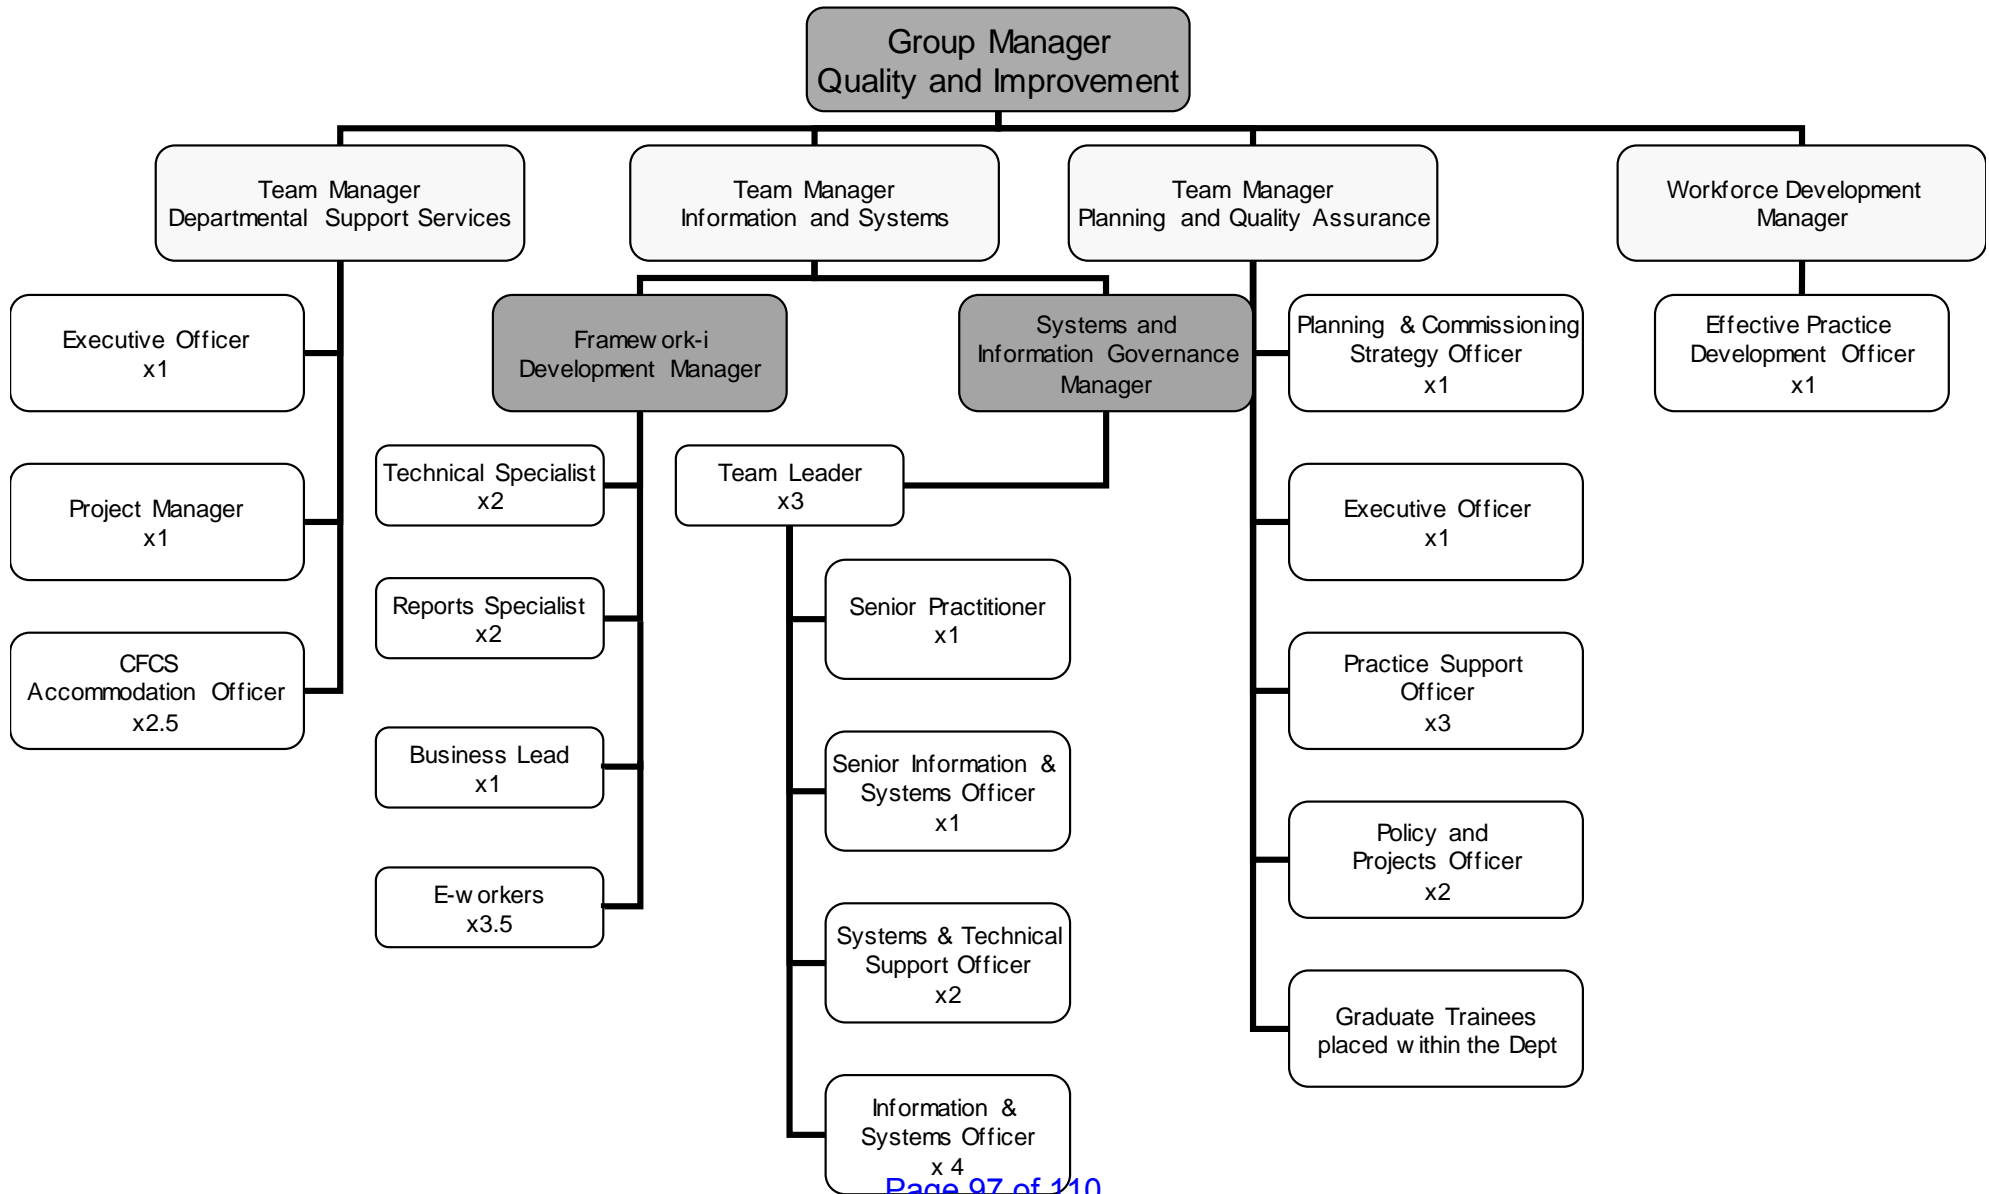 Group Manager
Quality and Improvement
Team Manager
Departmental Support Services
Team Manager
Information and Systems
Team Manager
Planning and Quality Assurance
Workforce Development
Manager
Executive Officer
x1
Project Manager
x1
CFCS
Accommodation Officer
x2.5
Framework-i
Development Manager
Technical Specialist
x2
Reports Specialist
x2
Business Lead
x1
E-workers
x3.5
Systems and
Information Governance
Manager
Team Leader
x3
Senior Practitioner
x1
Senior Information &
Systems Officer
x1
Systems & Technical
Support Officer
x2
Information &
Systems Officer
x 4
Planning & Commissioning
Strategy Officer
x1
Executive Officer
x1
Practice Support
Officer
x3
Policy and
Projects Officer
x2
Graduate Trainees
placed within the Dept
Effective Practice
Development Officer
x1
Page 97 of 110